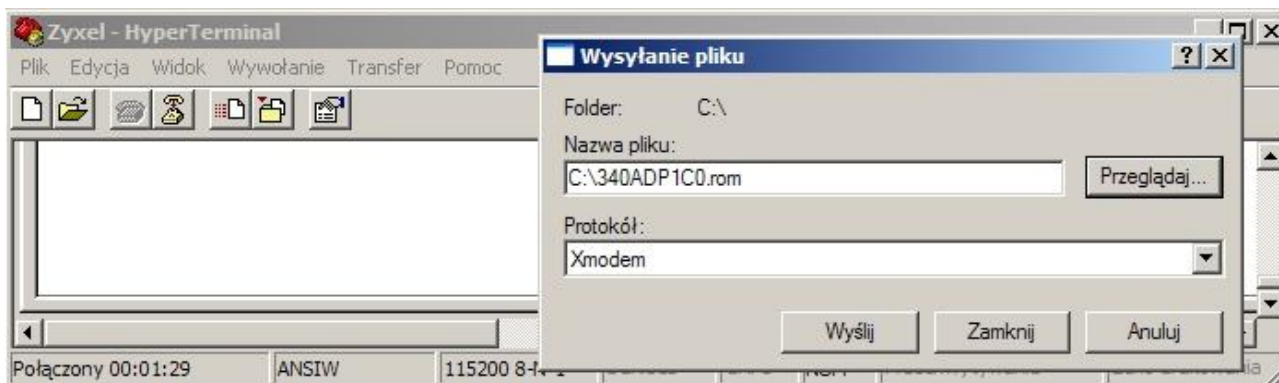 Zyxel - HyperTerminal
Plik Edycja Widok Wywołanie Transfer Pomoc
Wysyłanie pliku
Folder: C:\
Nazwa pliku:
C:\340ADP1C0.rom
Przeglądaj...
Protokół:
Xmodem
Wyślij Zamknij Anuluj
Połączony 00:01:29 ANSIW 115200 8-N-1